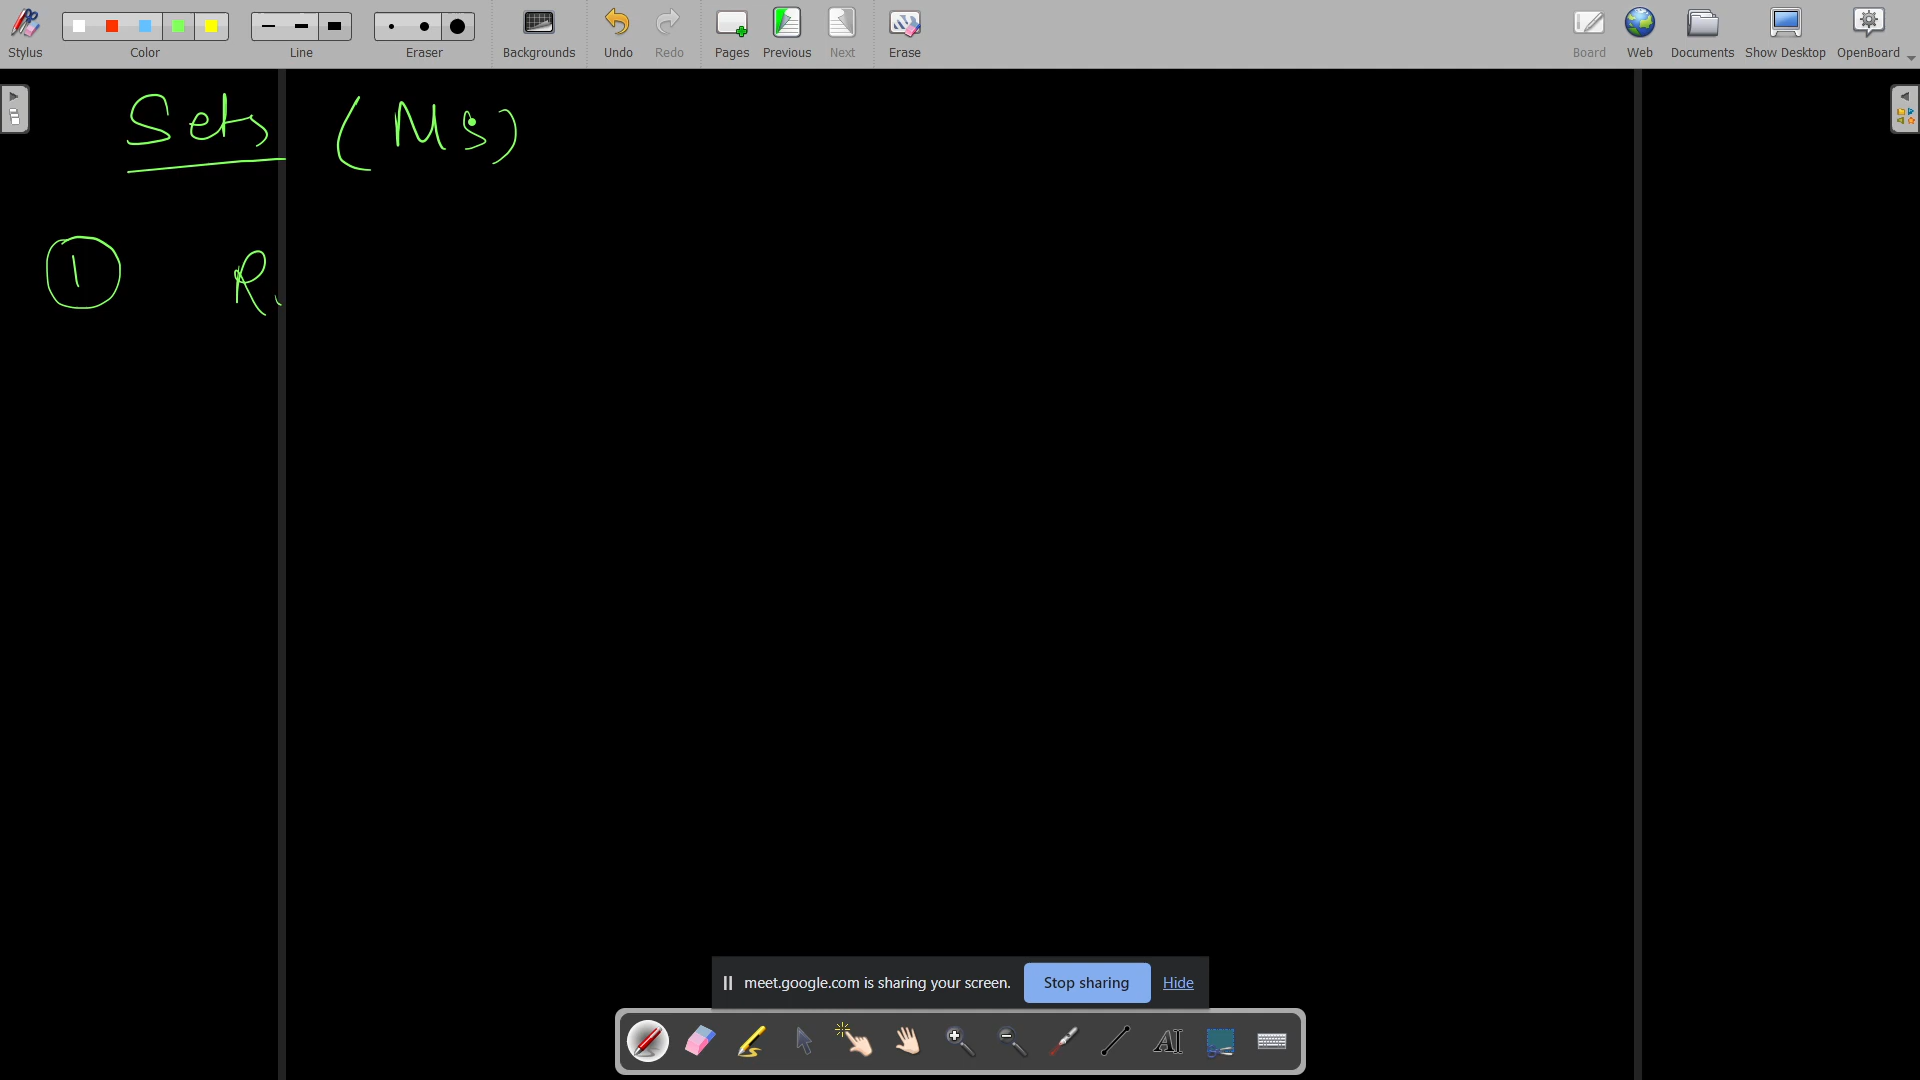 Stylus Color Line Eraser Backgrounds Undo Redo Pages Previous Next Erase Board Web Documents Show Desktop OpenBoard
Sets (MS)
1 R.
meet.google.com is sharing your screen. Stop sharing Hide